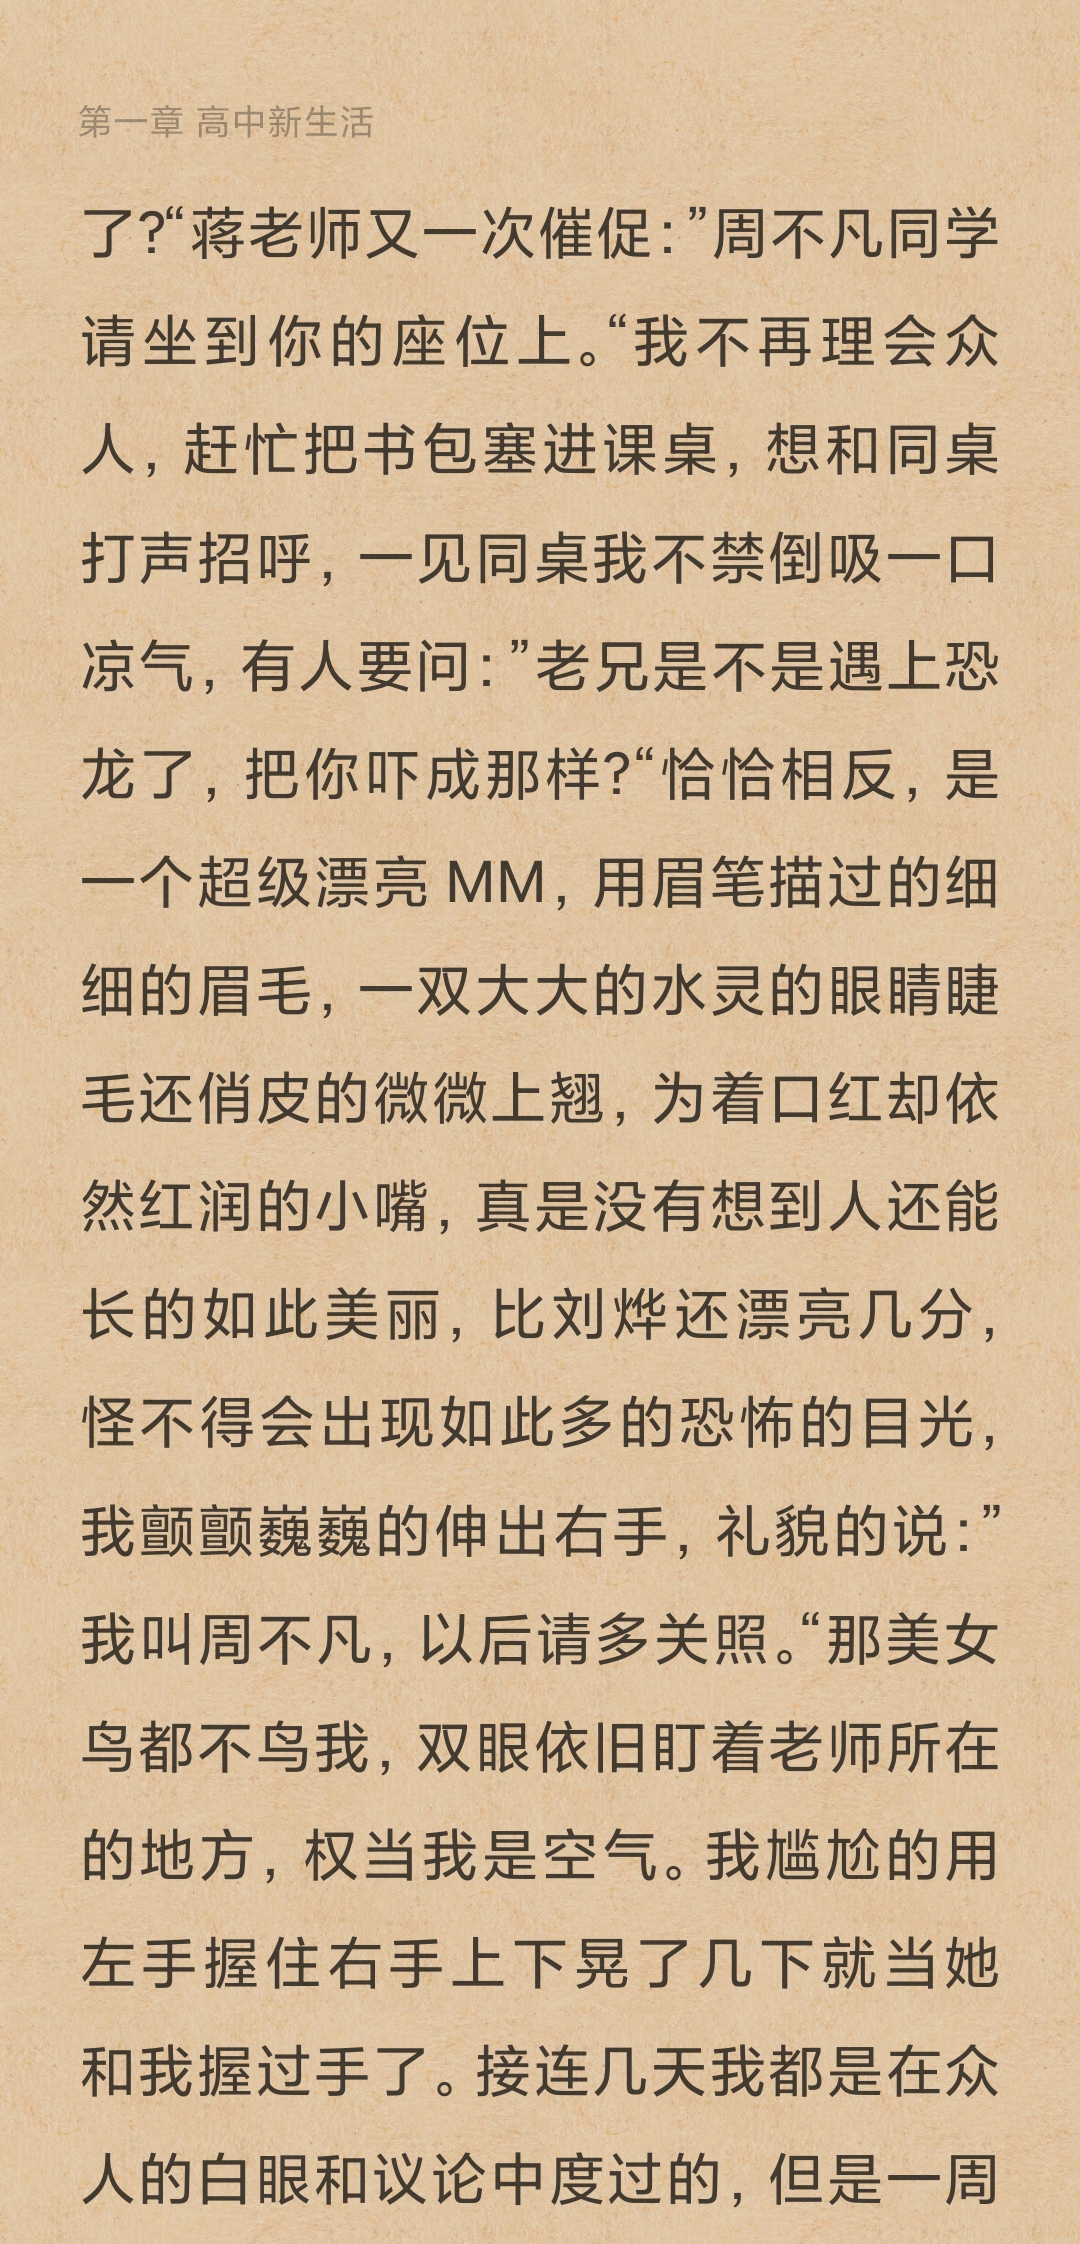 第一章 高中新生活
了?“蒋老师又一次催促：”周不凡同学
请坐到你的座位上。“我不再理会众
人，赶忙把书包塞进课桌，想和同桌
打声招呼，一见同桌我不禁倒吸一口
凉气，有人要问：”老兄是不是遇上恐
龙了，把你吓成那样?“恰恰相反，是
一个超级漂亮 MM，用眉笔描过的细
细的眉毛，一双大大的水灵的眼睛睫
毛还俏皮的微微上翘，为着口红却依
然红润的小嘴，真是没有想到人还能
长的如此美丽，比刘烨还漂亮几分，
怪不得会出现如此多的恐怖的目光，
我颤颤巍巍的伸出右手，礼貌的说：”
我叫周不凡，以后请多关照。“那美女
鸟都不鸟我，双眼依旧盯着老师所在
的地方，权当我是空气。我尴尬的用
左手握住右手上下晃了几下就当她
和我握过手了。接连几天我都是在众
人的白眼和议论中度过的，但是一周